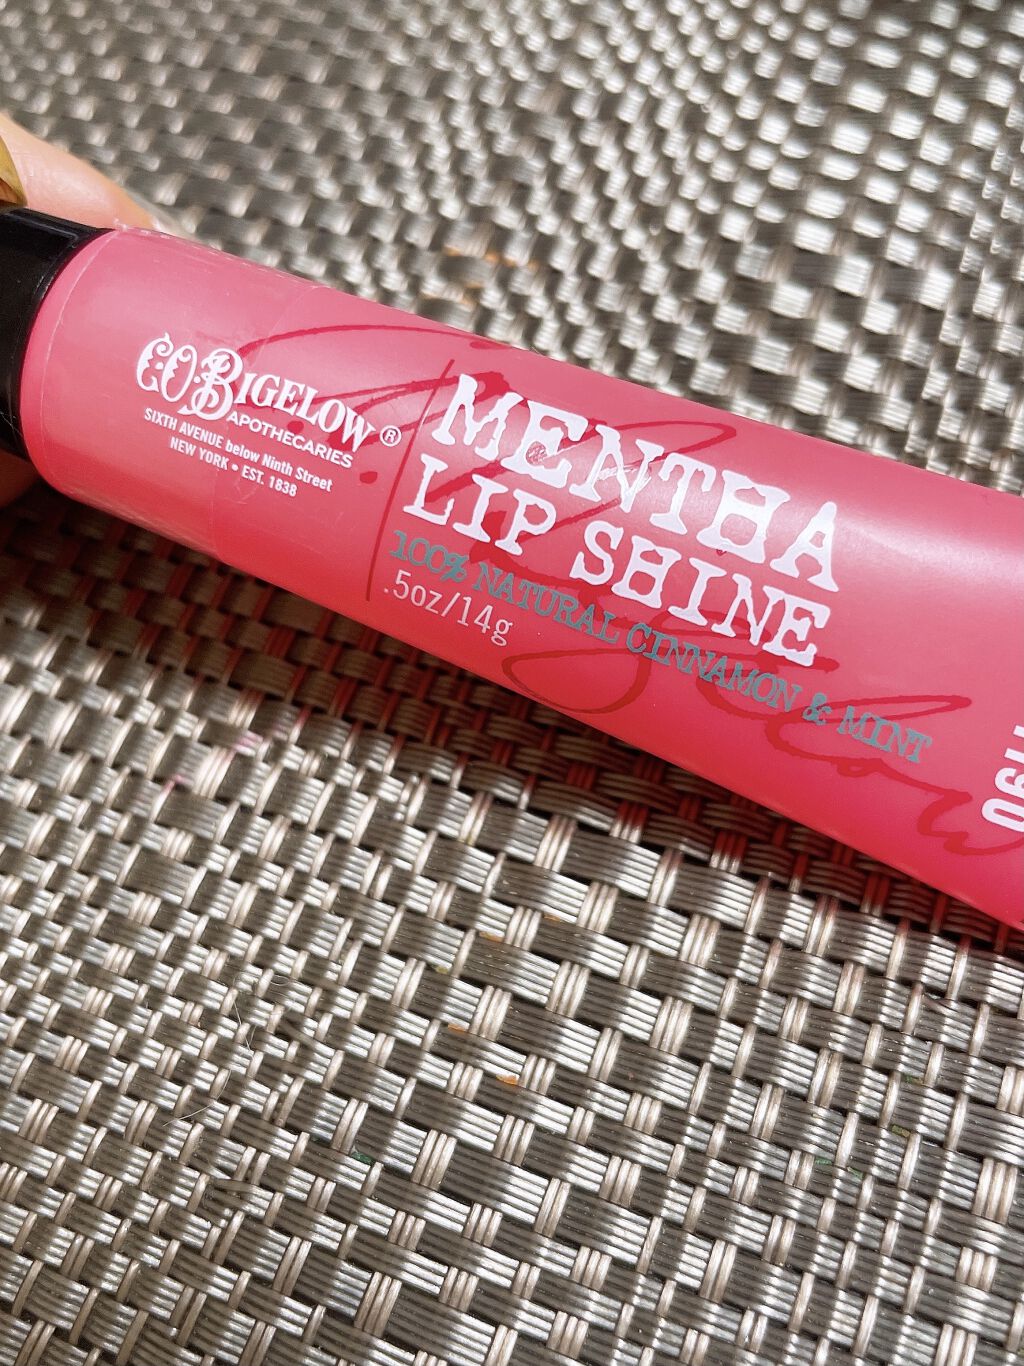 C.O. BIGELOW®
APOTHECARIES
SIXTH AVENUE below Ninth Street
NEW YORK • EST. 1838
MENTHA
LIP SHINE
100% NATURAL CINNAMON & MINT
.5oz/14g